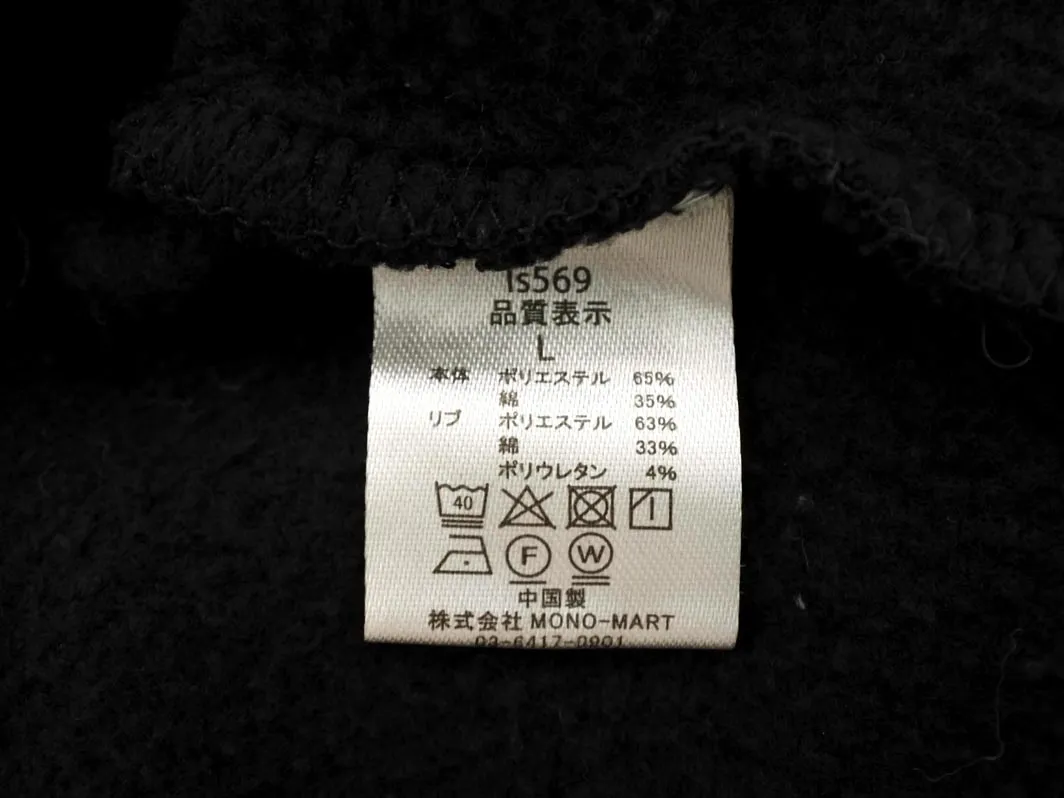 ls569
品質表示
L
本体 ポリエステル 65%
綿 35%
リブ ポリエステル 63%
綿 33%
ポリウレタン 4%
40
F W
中国製
株式会社 MONO-MART
03-6417-0901